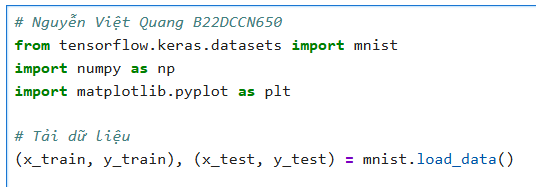 # Nguyễn Việt Quang B22DCCN650
from tensorflow.keras.datasets import mnist
import numpy as np
import matplotlib.pyplot as plt
# Tải dữ liệu
(x_train, y_train), (x_test, y_test) = mnist.load_data()